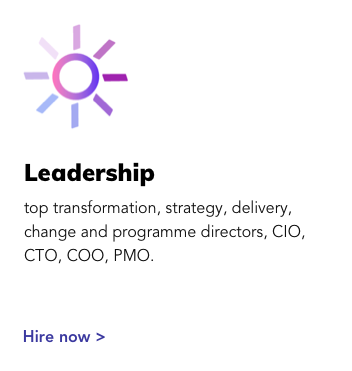 Leadership
top transformation, strategy, delivery,
change and programme directors, CIO,
CTO, COO, PMO.
Hire now >